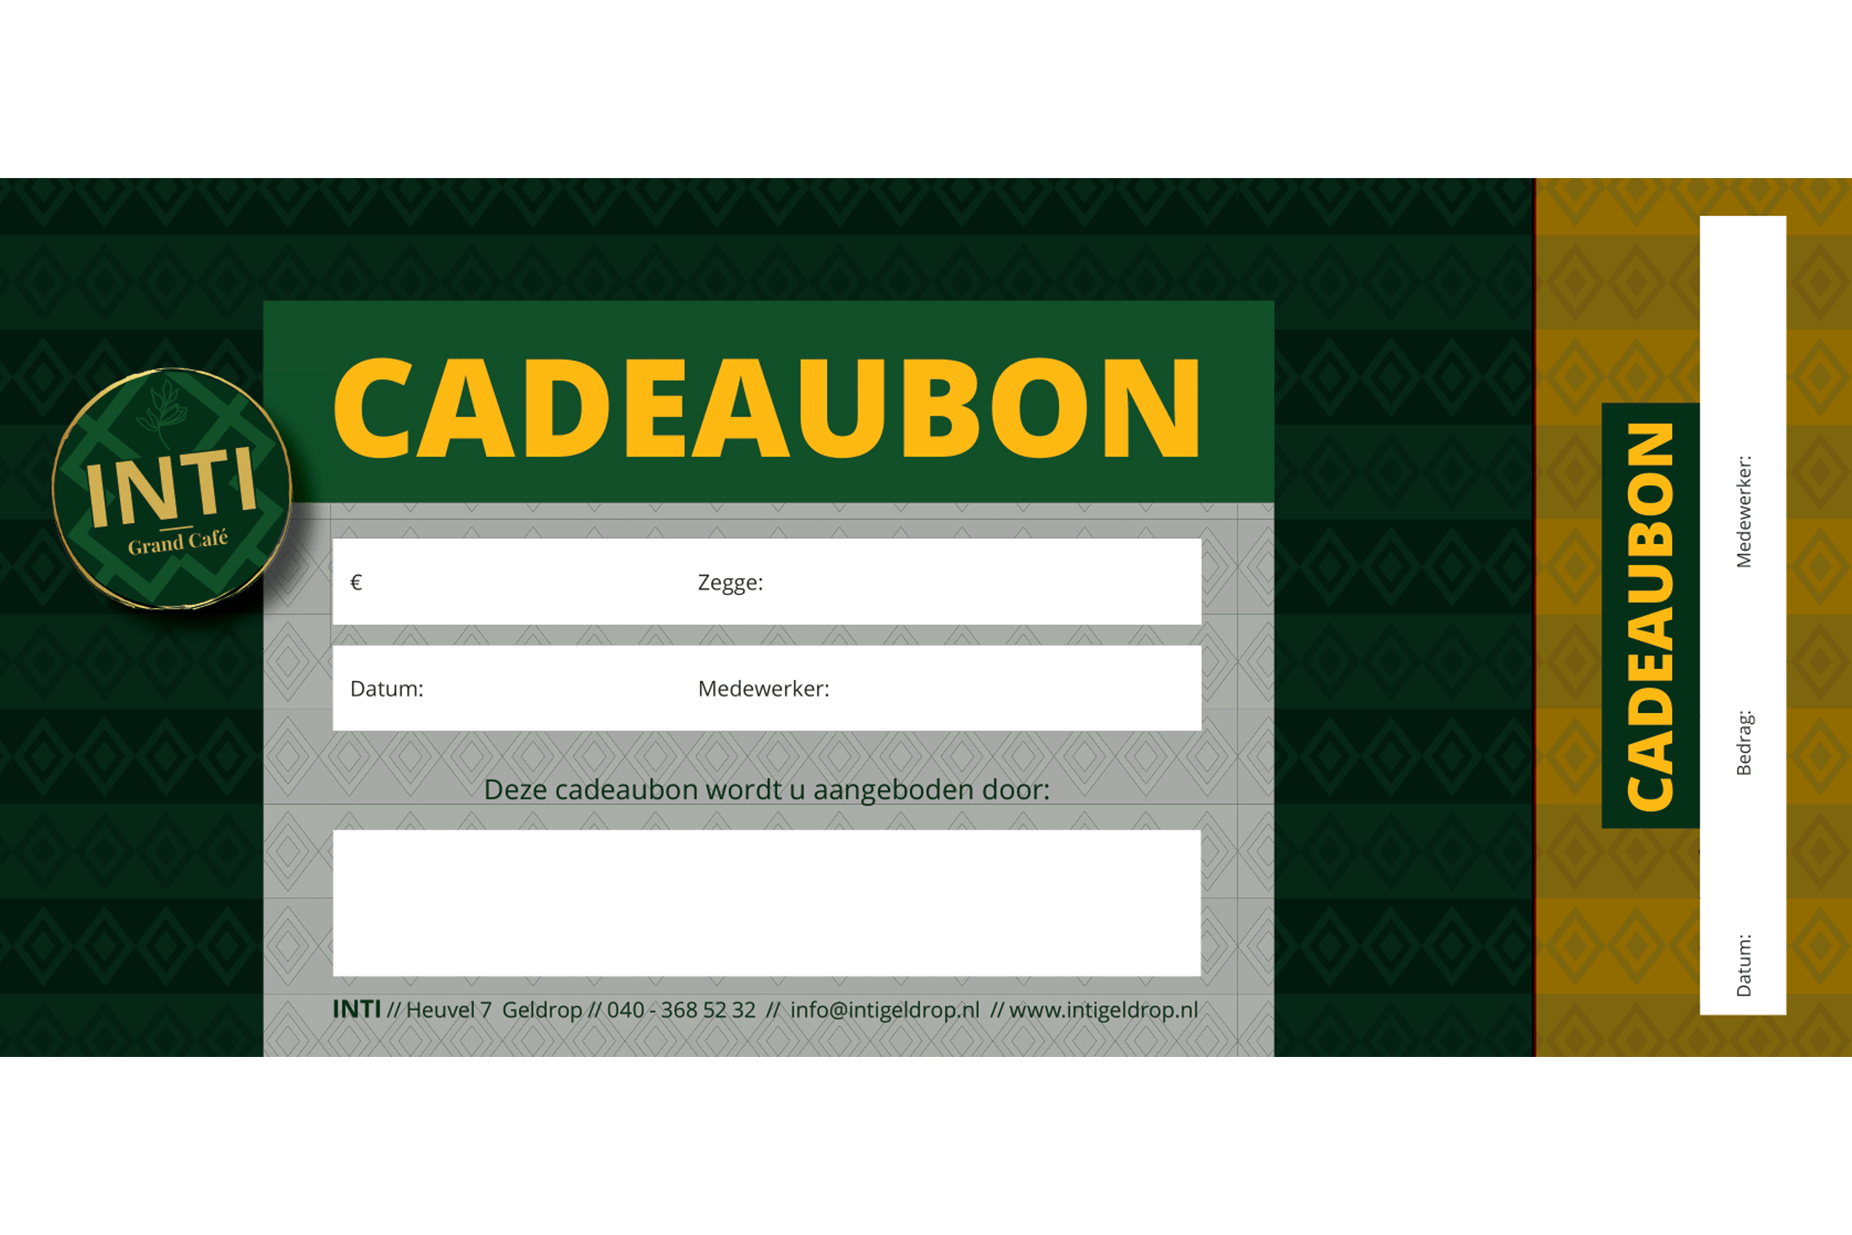 CADEAUBON
INTI
Grand Café
€ Zegge:
Datum: Medewerker:
Deze cadeaubon wordt u aangeboden door:
INTI // Heuvel 7 Geldrop // 040 - 368 52 32 // info@intigeldrop.nl // www.intigeldrop.nl
CADEAUBON
Datum: Bedrag: Medewerker: